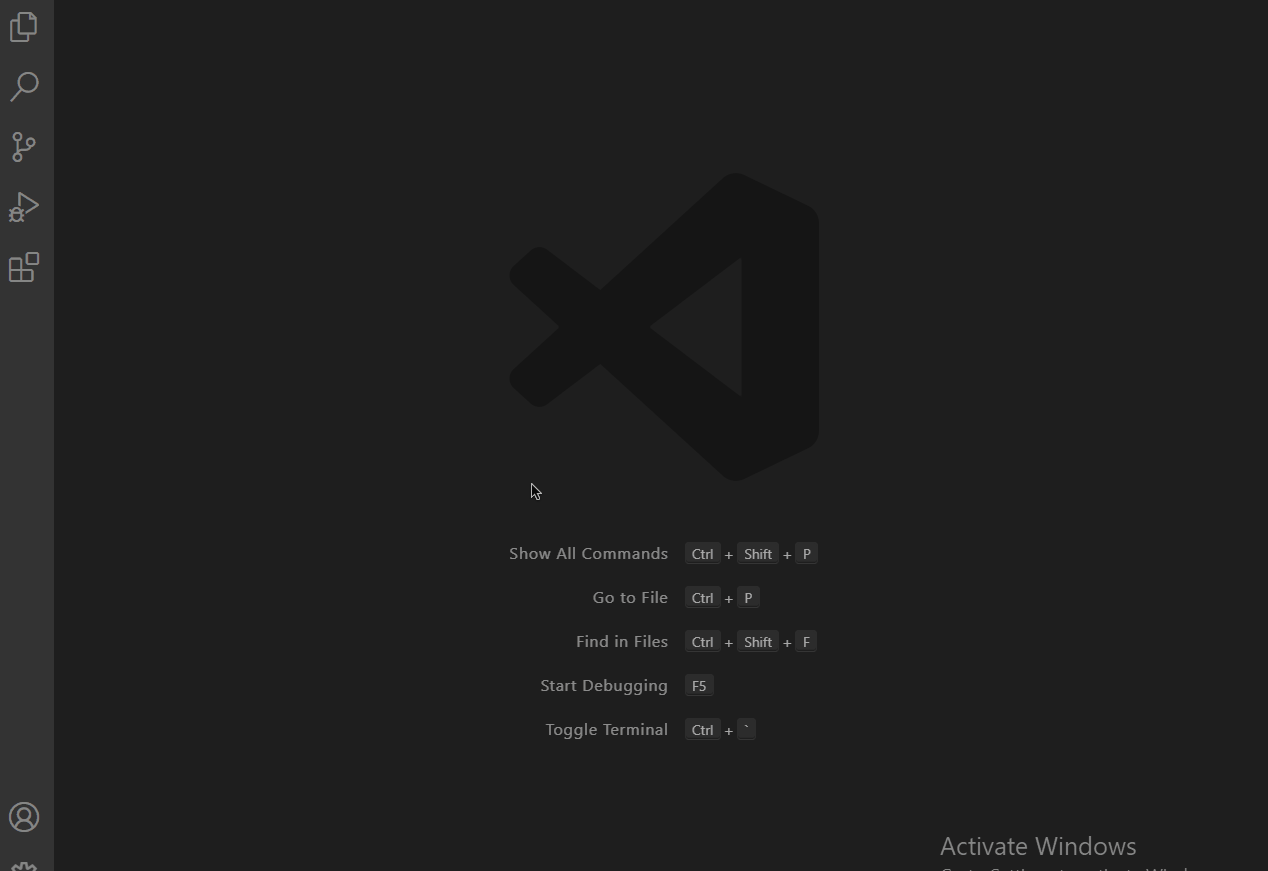 Show All Commands Ctrl + Shift + P
Go to File Ctrl + P
Find in Files Ctrl + Shift + F
Start Debugging F5
Toggle Terminal Ctrl + `
Activate Windows